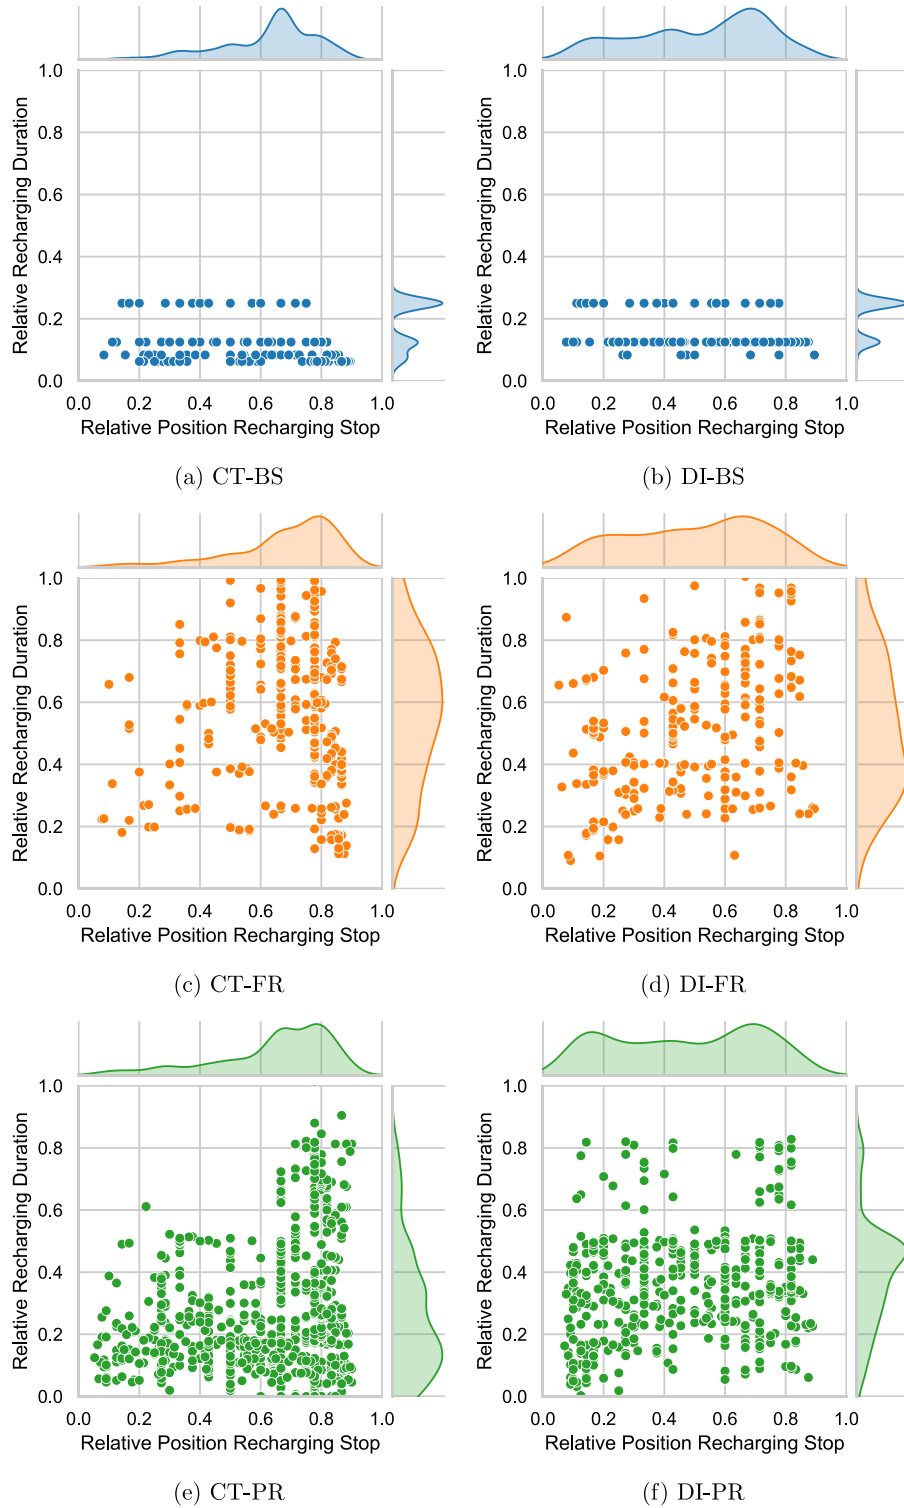 1.0 1.0
0.8 0.8
0.6 0.6
0.4 0.4
0.2 0.2
0.0 0.0
Relative Recharging Duration Relative Recharging Duration
0.0 0.2 0.4 0.6 0.8 1.0 0.0 0.2 0.4 0.6 0.8 1.0
Relative Position Recharging Stop Relative Position Recharging Stop
(a) CT-BS (b) DI-BS
1.0 1.0
0.8 0.8
0.6 0.6
0.4 0.4
0.2 0.2
0.0 0.0
Relative Recharging Duration Relative Recharging Duration
0.0 0.2 0.4 0.6 0.8 1.0 0.0 0.2 0.4 0.6 0.8 1.0
Relative Position Recharging Stop Relative Position Recharging Stop
(c) CT-FR (d) DI-FR
1.0 1.0
0.8 0.8
0.6 0.6
0.4 0.4
0.2 0.2
0.0 0.0
Relative Recharging Duration Relative Recharging Duration
0.0 0.2 0.4 0.6 0.8 1.0 0.0 0.2 0.4 0.6 0.8 1.0
Relative Position Recharging Stop Relative Position Recharging Stop
(e) CT-PR (f) DI-PR